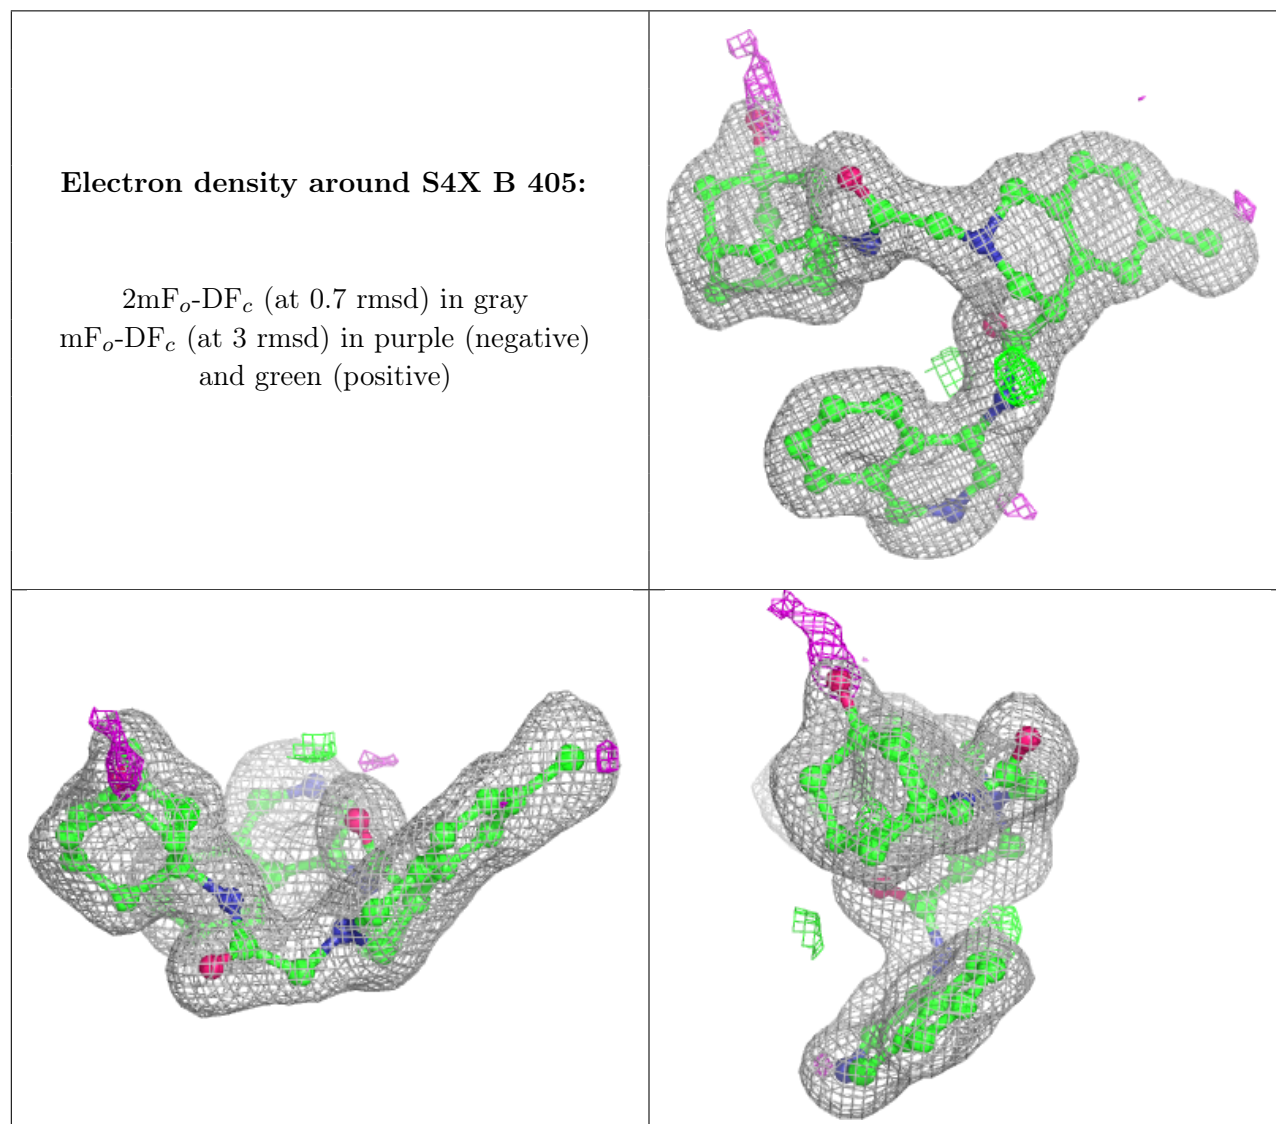 Electron density around S4X B 405:
2mFₒ-DF𝑐 (at 0.7 rmsd) in gray
mFₒ-DF𝑐 (at 3 rmsd) in purple (negative)
and green (positive)